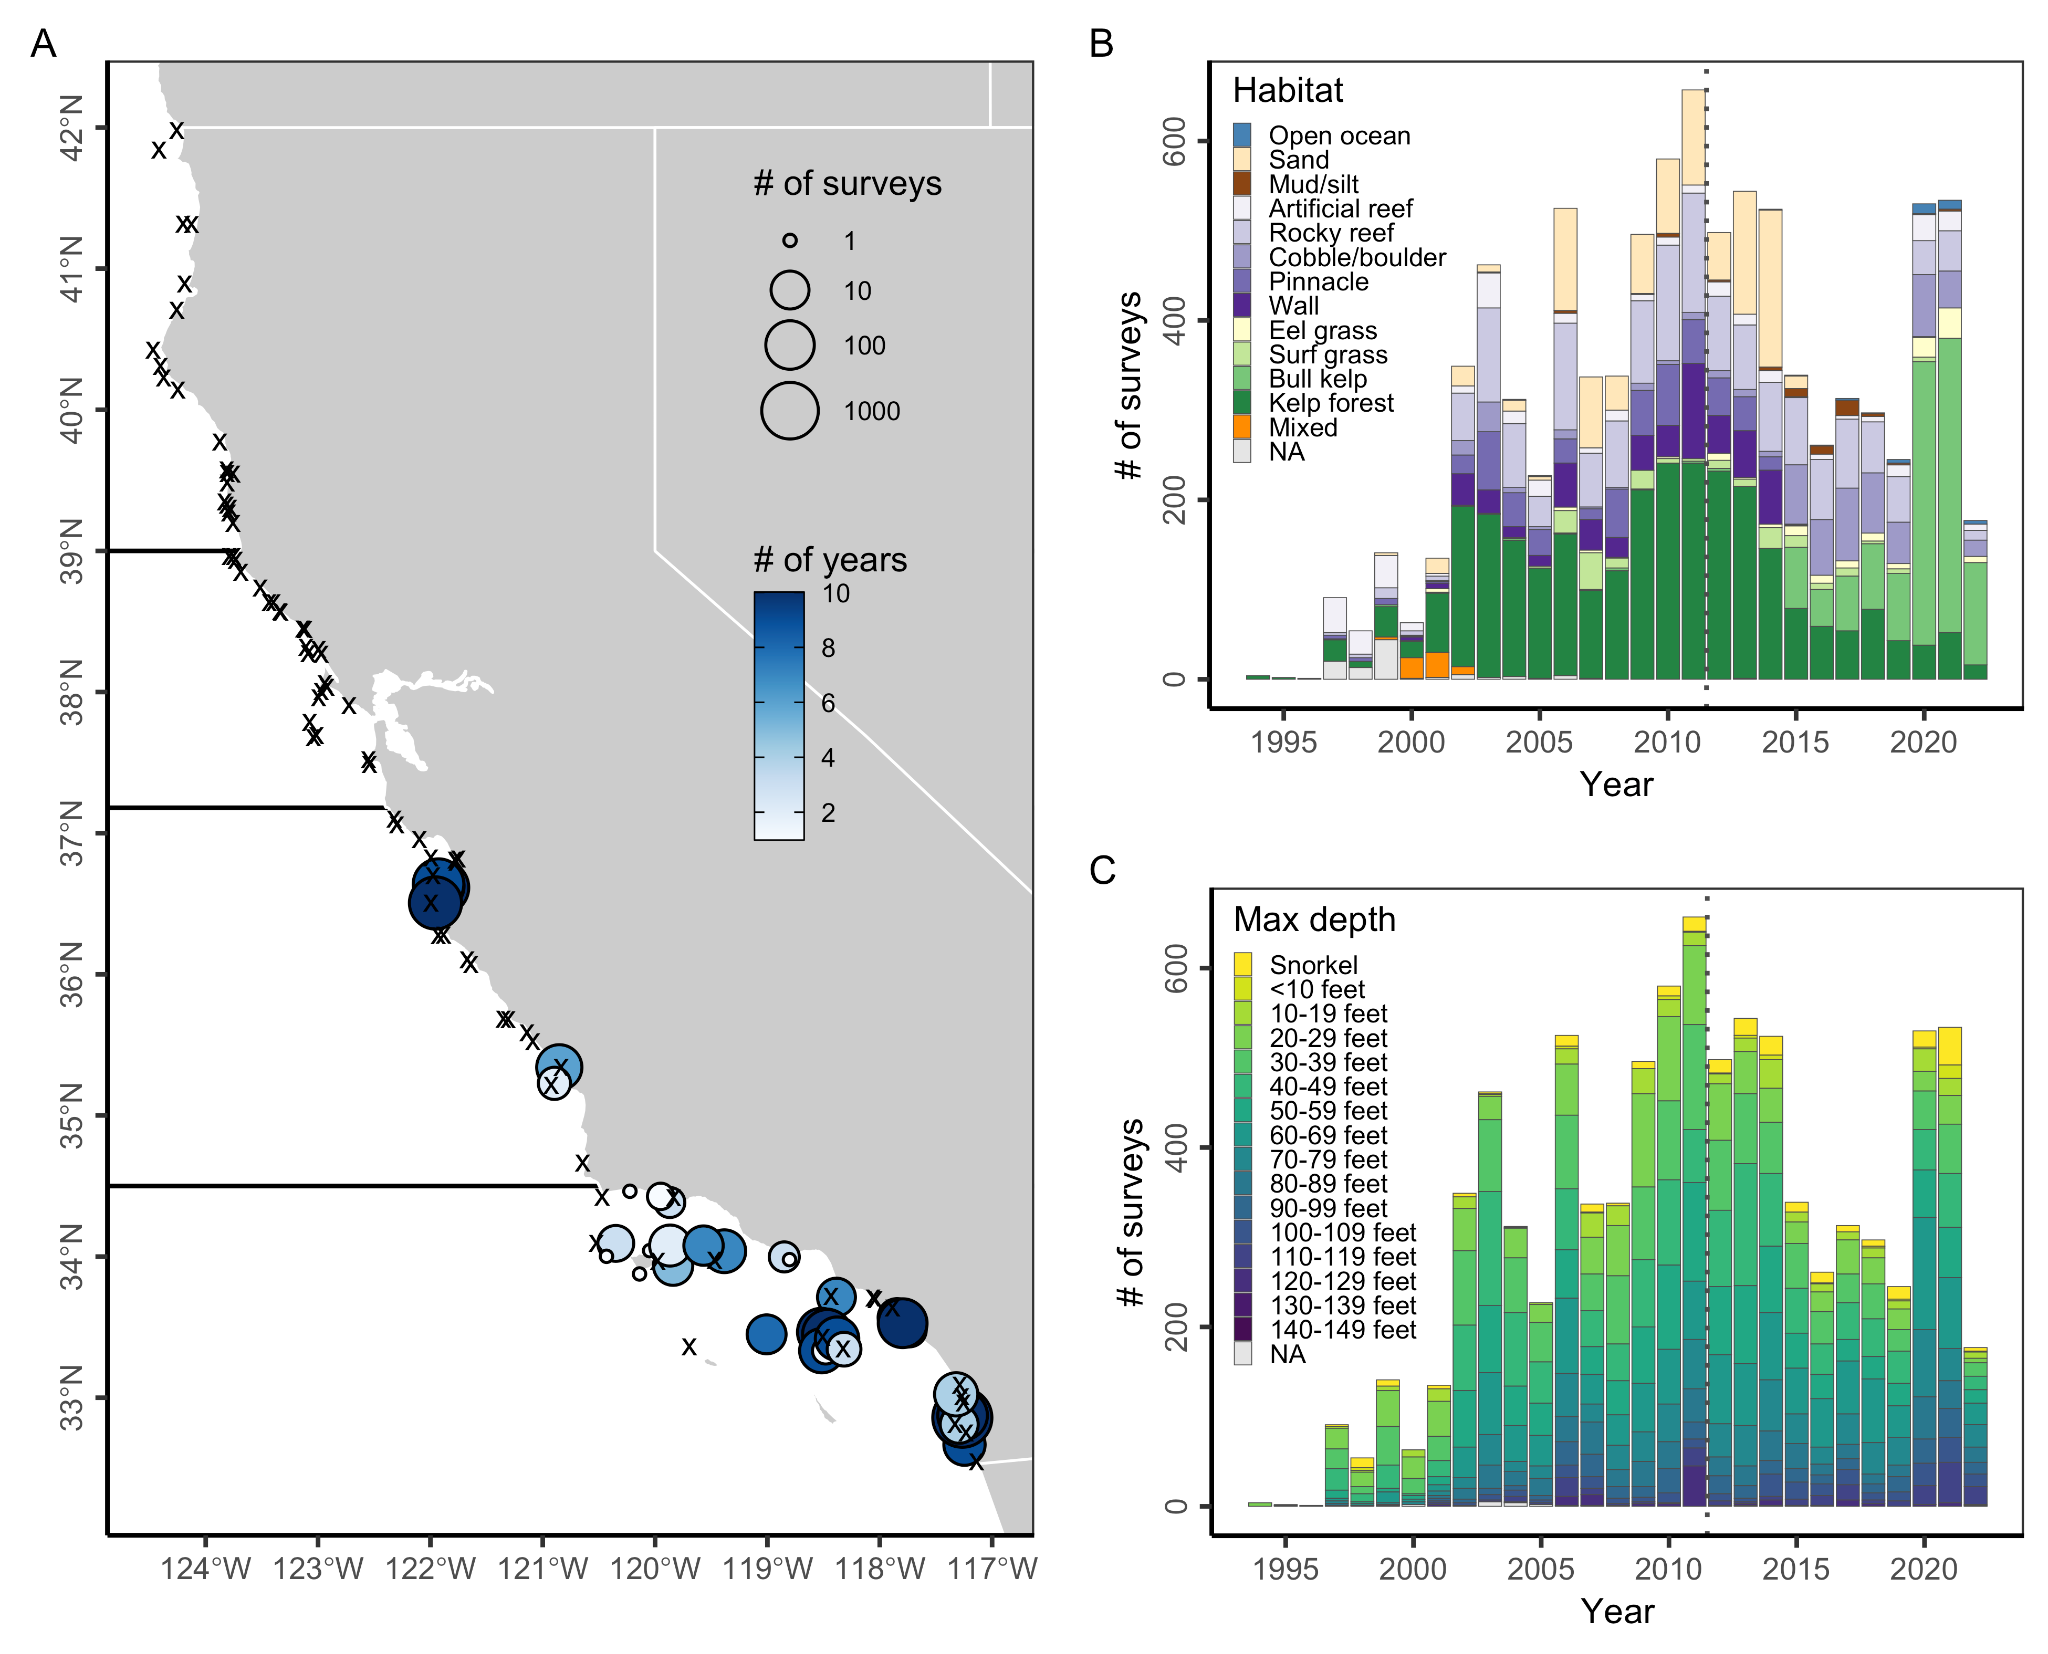 A
42°N
41°N
40°N
39°N
38°N
37°N
36°N
35°N
34°N
33°N
124°W 123°W 122°W 121°W 120°W 119°W 118°W 117°W
# of surveys
1
10
100
1000
# of years
10
8
6
4
2
B
Habitat
Open ocean
Sand
Mud/silt
Artificial reef
Rocky reef
Cobble/boulder
Pinnacle
Wall
Eel grass
Surf grass
Bull kelp
Kelp forest
Mixed
NA
# of surveys
600
400
200
0
1995 2000 2005 2010 2015 2020
Year
C
Max depth
Snorkel
<10 feet
10-19 feet
20-29 feet
30-39 feet
40-49 feet
50-59 feet
60-69 feet
70-79 feet
80-89 feet
90-99 feet
100-109 feet
110-119 feet
120-129 feet
130-139 feet
140-149 feet
NA
# of surveys
600
400
200
0
1995 2000 2005 2010 2015 2020
Year